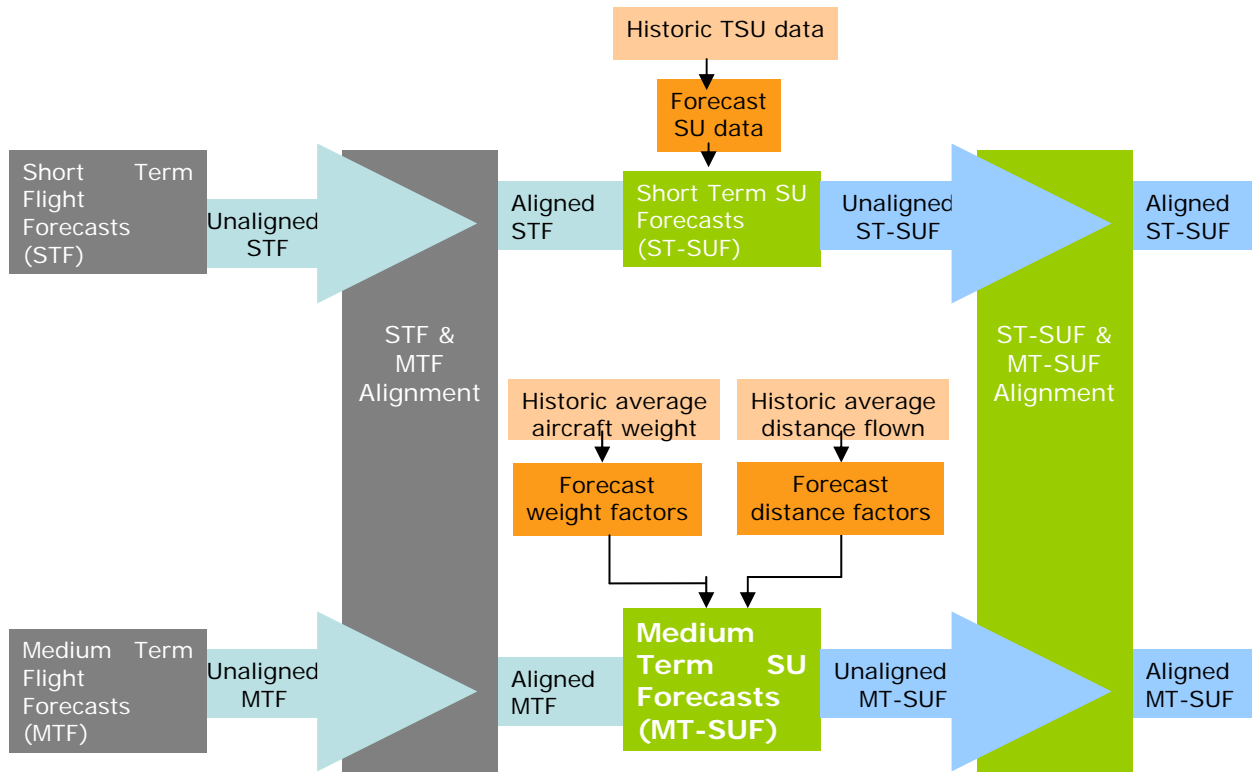 Historic TSU data
Forecast
SU data
Short Term
Flight
Forecasts
(STF)
Unaligned
STF
Aligned
STF
Short Term SU
Forecasts
(ST-SUF)
Unaligned
ST-SUF
Aligned
ST-SUF
STF &
MTF
Alignment
ST-SUF &
MT-SUF
Alignment
Historic average
aircraft weight
Historic average
distance flown
Forecast
weight factors
Forecast
distance factors
Medium Term
Flight
Forecasts
(MTF)
Unaligned
MTF
Aligned
MTF
Medium
Term SU
Forecasts
(MT-SUF)
Unaligned
MT-SUF
Aligned
MT-SUF